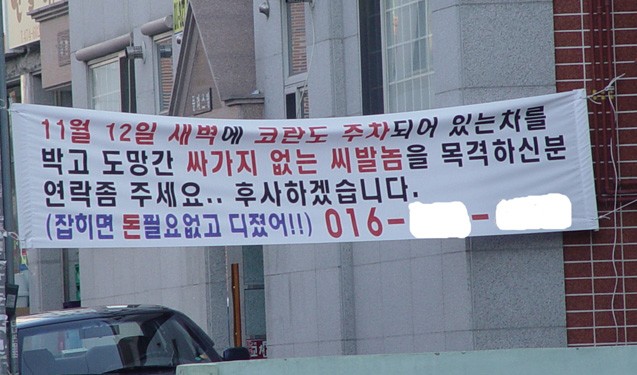 11월 12일 새벽에 코란도 주차되어 있는차를
박고 도망간 싸가지 없는 씨발놈을 목격하신분
연락좀 주세요.. 후사하겠습니다.
(잡히면 돈필요없고 디졌어!!) 016- -